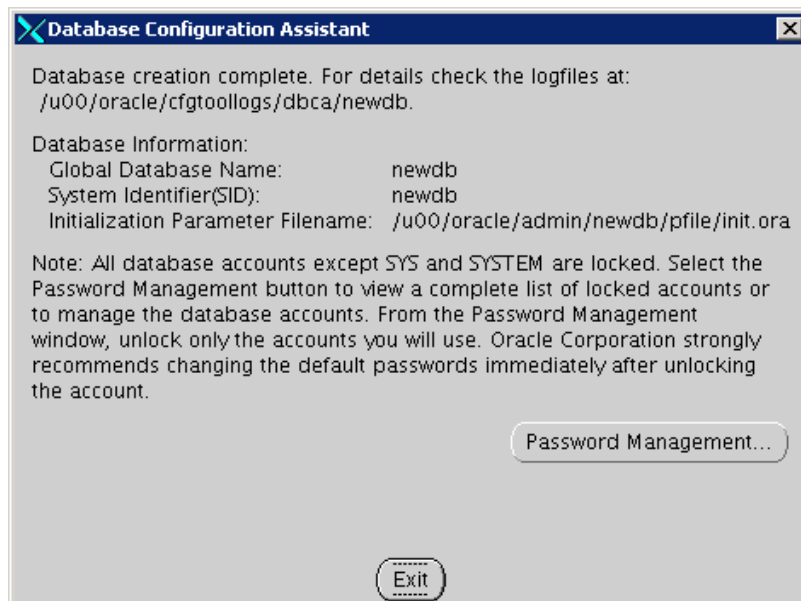 Database Configuration Assistant
Database creation complete. For details check the logfiles at:
/u00/oracle/cfgtoollogs/dbca/newdb.
Database Information:
Global Database Name: newdb
System Identifier(SID): newdb
Initialization Parameter Filename: /u00/oracle/admin/newdb/pfile/init.ora
Note: All database accounts except SYS and SYSTEM are locked. Select the
Password Management button to view a complete list of locked accounts or
to manage the database accounts. From the Password Management
window, unlock only the accounts you will use. Oracle Corporation strongly
recommends changing the default passwords immediately after unlocking
the account.
Password Management...
Exit